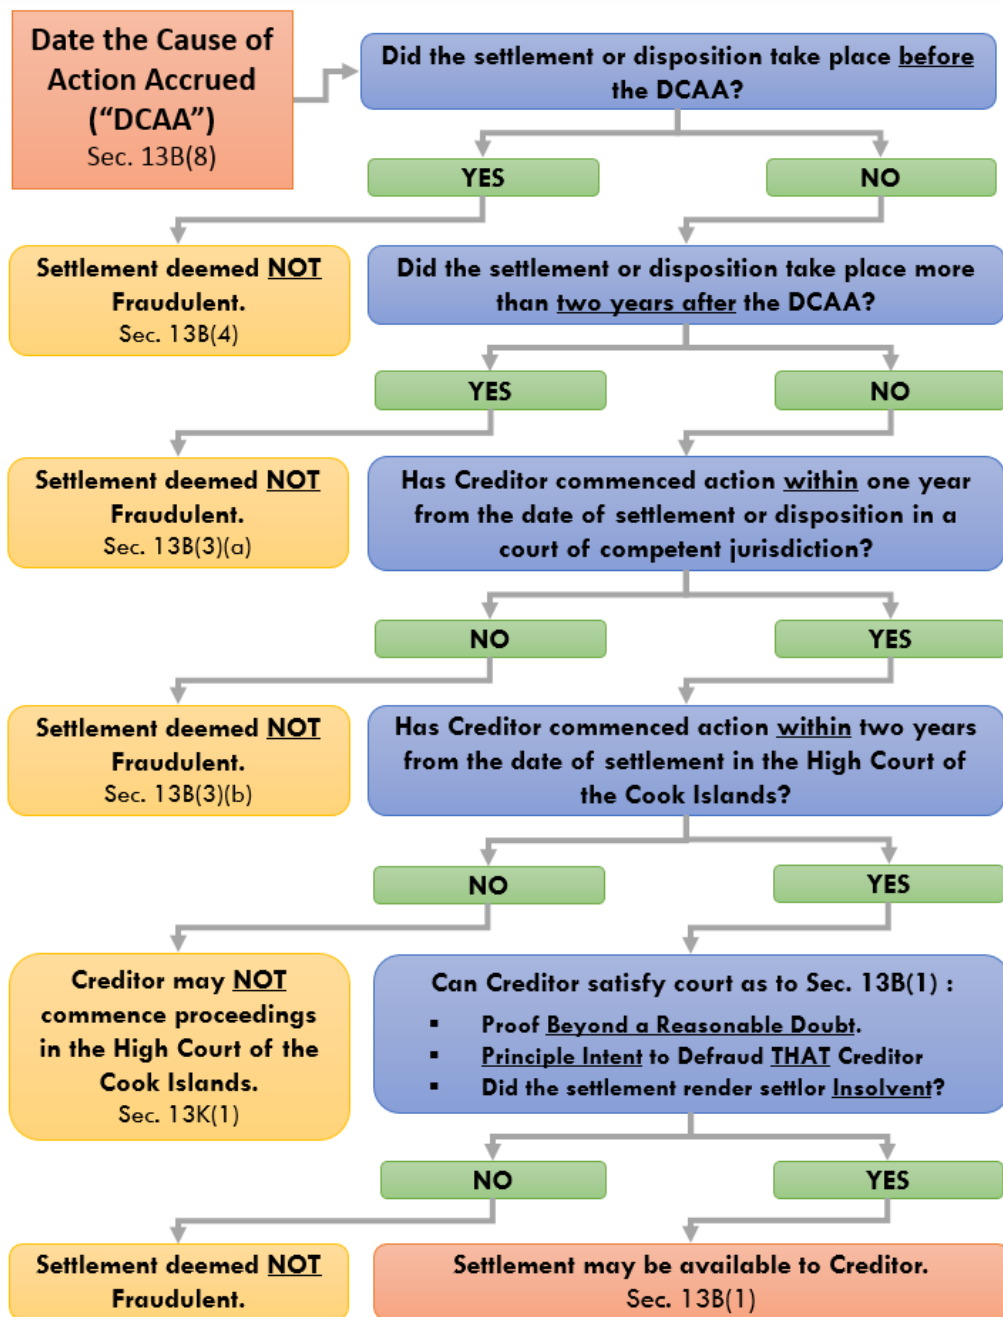 Date the Cause of
Action Accrued
(“DCAA”)
Sec. 13B(8)
Did the settlement or disposition take place before
the DCAA?
YES
NO
Settlement deemed NOT
Fraudulent.
Sec. 13B(4)
Did the settlement or disposition take place more
than two years after the DCAA?
YES
NO
Settlement deemed NOT
Fraudulent.
Sec. 13B(3)(a)
Has Creditor commenced action within one year
from the date of settlement or disposition in a
court of competent jurisdiction?
NO
YES
Settlement deemed NOT
Fraudulent.
Sec. 13B(3)(b)
Has Creditor commenced action within two years
from the date of settlement in the High Court of
the Cook Islands?
NO
YES
Creditor may NOT
commence proceedings
in the High Court of the
Cook Islands.
Sec. 13K(1)
Can Creditor satisfy court as to Sec. 13B(1) :
▪ Proof Beyond a Reasonable Doubt.
▪ Principle Intent to Defraud THAT Creditor
▪ Did the settlement render settlor Insolvent?
NO
YES
Settlement deemed NOT
Fraudulent.
Settlement may be available to Creditor.
Sec. 13B(1)